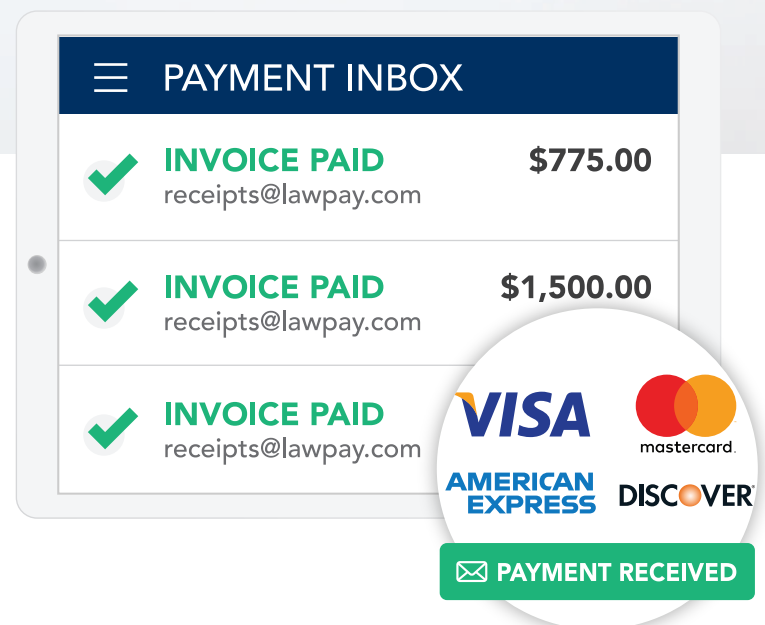 PAYMENT INBOX
INVOICE PAID $775.00
receipts@lawpay.com
INVOICE PAID $1,500.00
receipts@lawpay.com
INVOICE PAID
receipts@lawpay.com
VISA
mastercard.
AMERICAN
EXPRESS
DISCOVER
PAYMENT RECEIVED